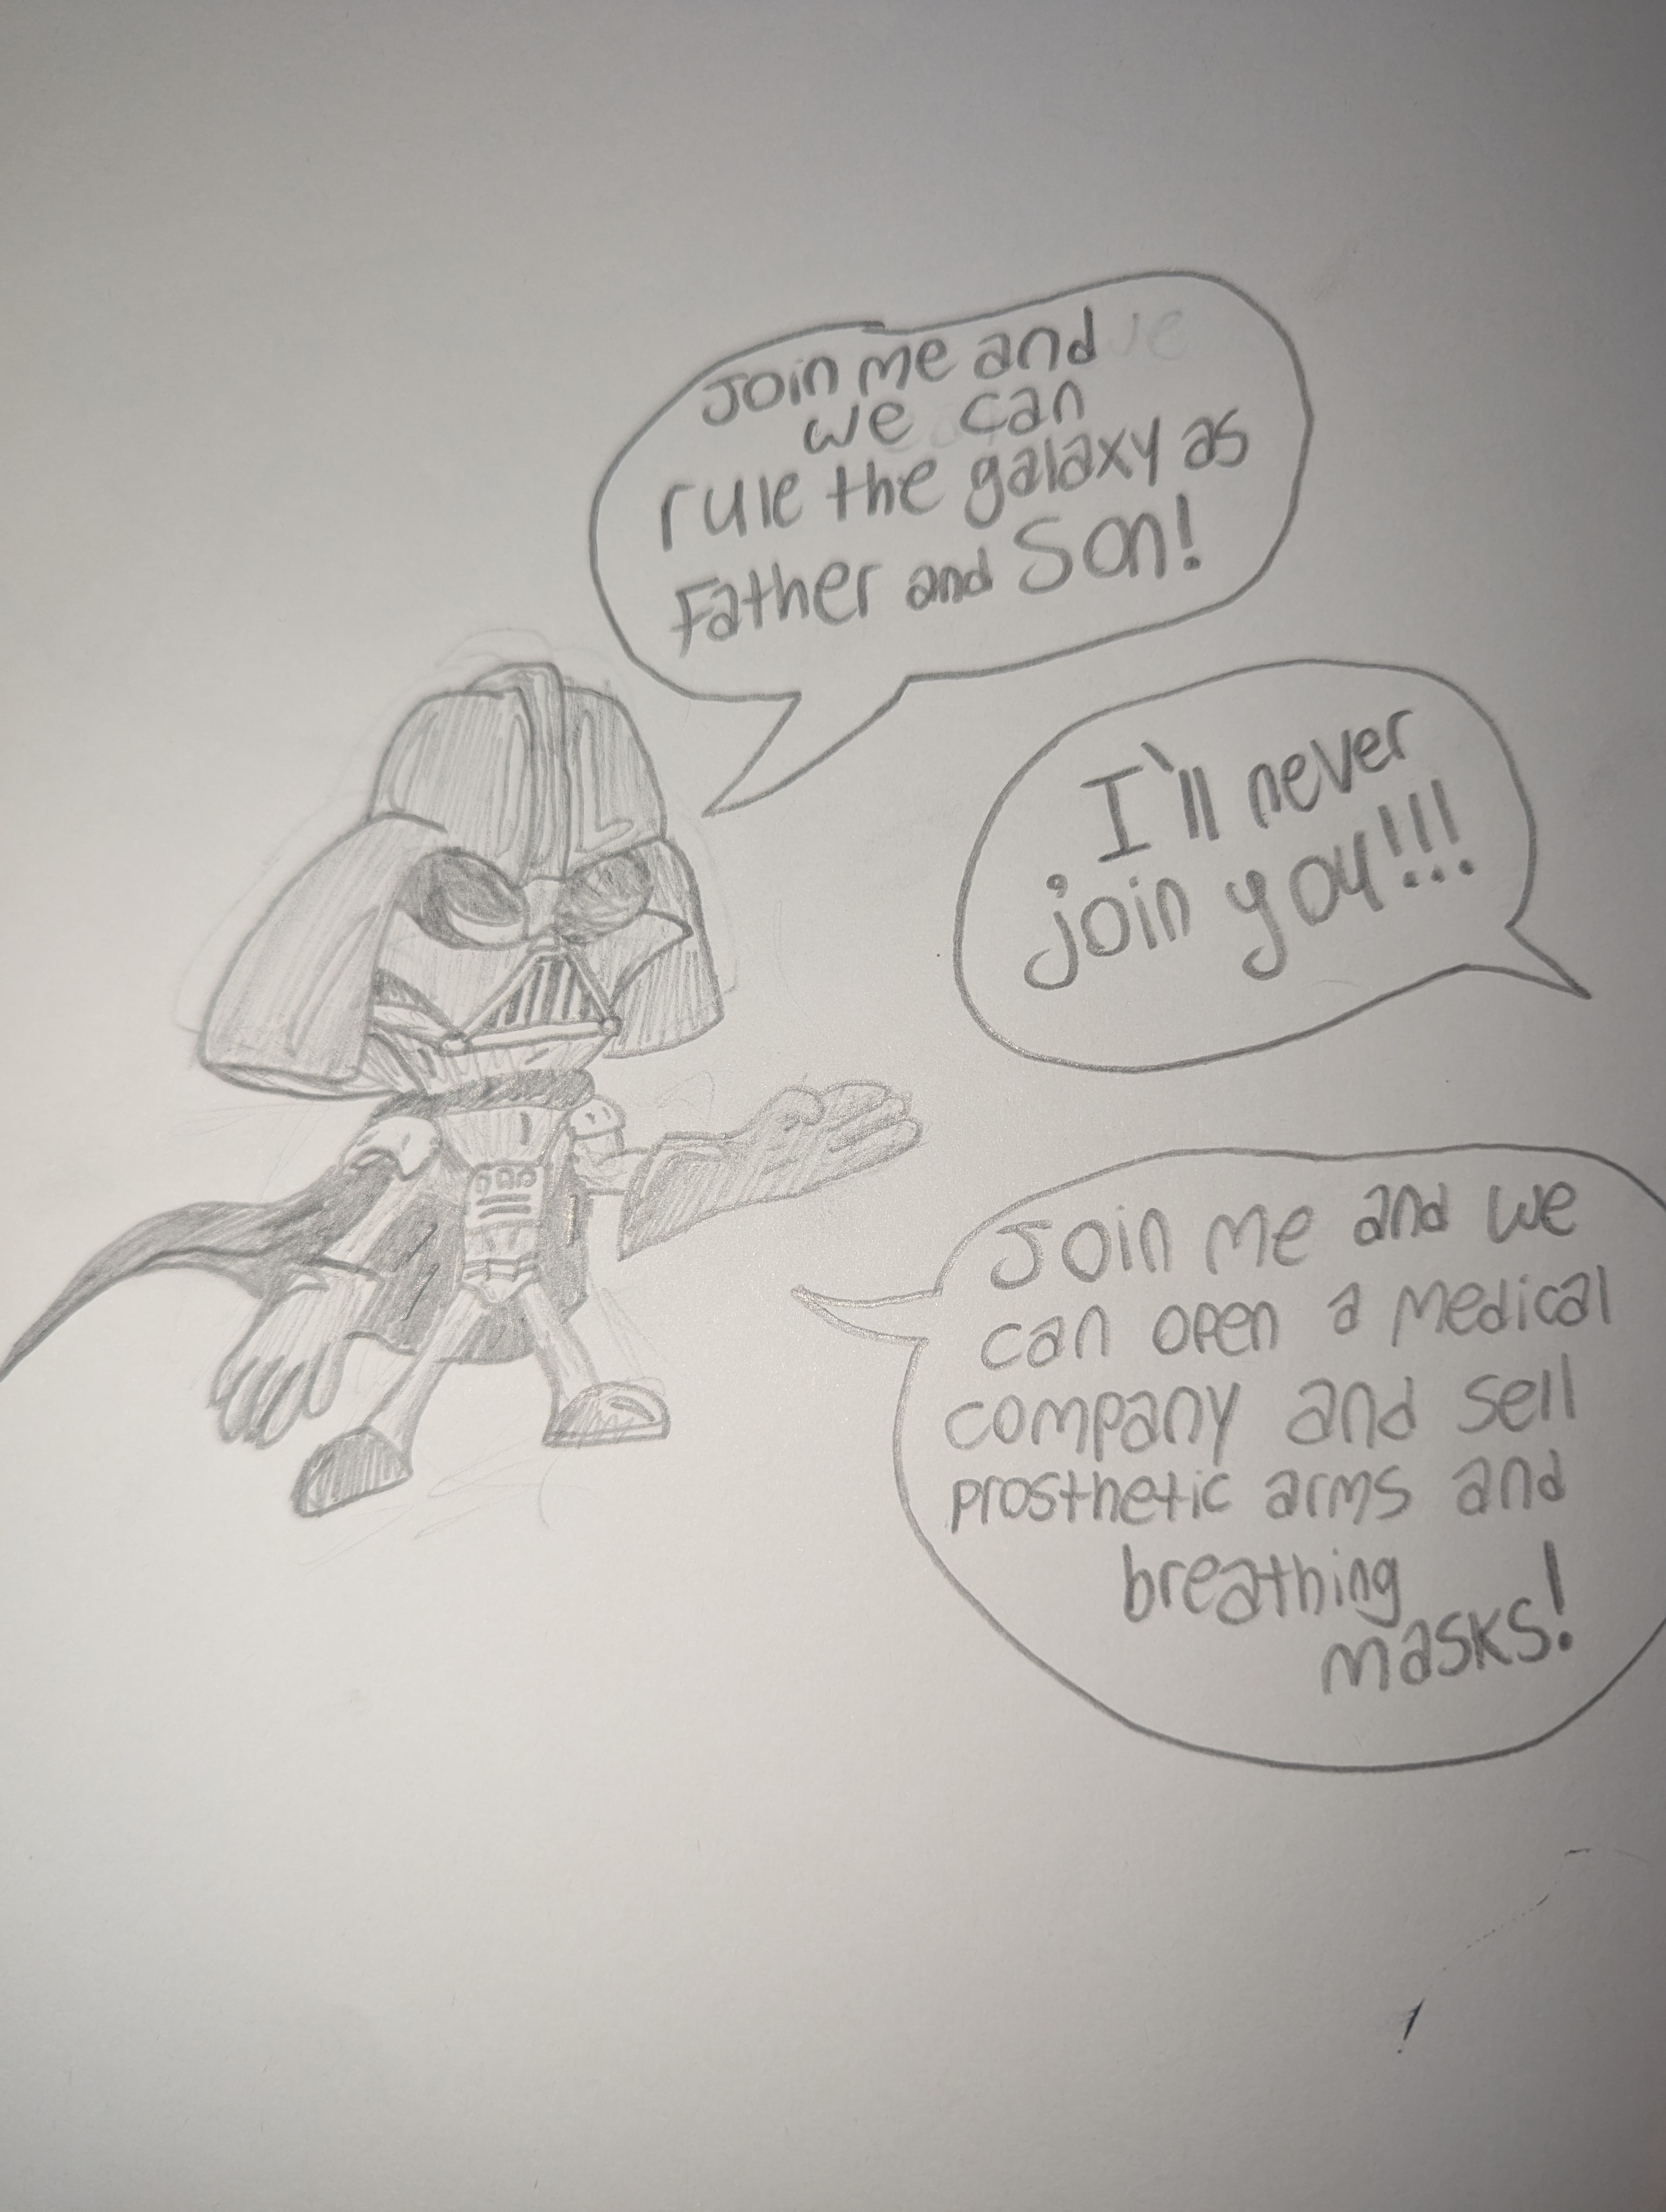 Join me and
we can
rule the galaxy as
Father and Son!
I'll never
join you!!!
Join me and we
can open a medical
company and sell
prosthetic arms and
breathing
masks!